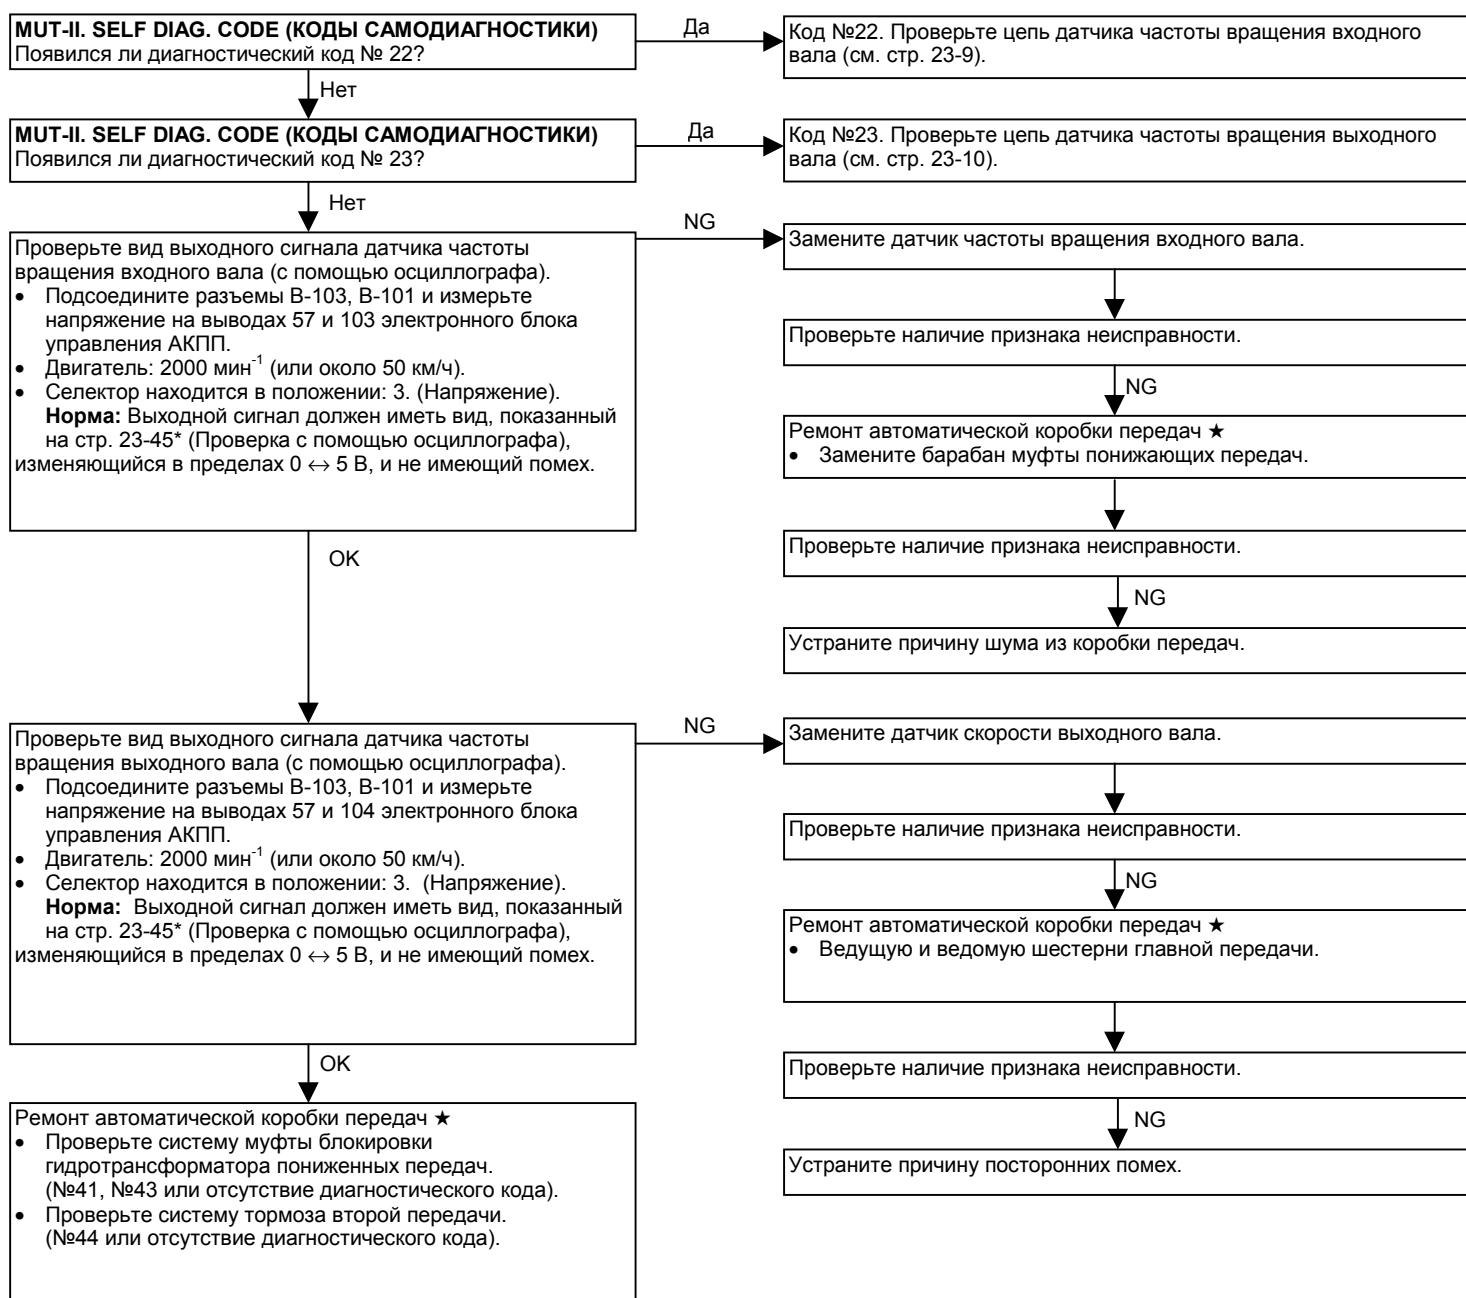 MUT-II. SELF DIAG. CODE (КОДЫ САМОДИАГНОСТИКИ)
Появился ли диагностический код № 22?
Да
Код №22. Проверьте цепь датчика частоты вращения входного
вала (см. стр. 23-9).
Нет
MUT-II. SELF DIAG. CODE (КОДЫ САМОДИАГНОСТИКИ)
Появился ли диагностический код № 23?
Да
Код №23. Проверьте цепь датчика частоты вращения выходного
вала (см. стр. 23-10).
Нет
Проверьте вид выходного сигнала датчика частоты
вращения входного вала (с помощью осциллографа).
• Подсоедините разъемы В-103, В-101 и измерьте
напряжение на выводах 57 и 103 электронного блока
управления АКПП.
• Двигатель: 2000 мин⁻¹ (или около 50 км/ч).
• Селектор находится в положении: 3. (Напряжение).
Норма: Выходной сигнал должен иметь вид, показанный
на стр. 23-45* (Проверка с помощью осциллографа),
изменяющийся в пределах 0 ↔ 5 В, и не имеющий помех.
NG
Замените датчик частоты вращения входного вала.
Проверьте наличие признака неисправности.
NG
Ремонт автоматической коробки передач ★
• Замените барабан муфты понижающих передач.
Проверьте наличие признака неисправности.
NG
Устраните причину шума из коробки передач.
OK
Проверьте вид выходного сигнала датчика частоты
вращения выходного вала (с помощью осциллографа).
• Подсоедините разъемы В-103, В-101 и измерьте
напряжение на выводах 57 и 104 электронного блока
управления АКПП.
• Двигатель: 2000 мин⁻¹ (или около 50 км/ч).
• Селектор находится в положении: 3. (Напряжение).
Норма: Выходной сигнал должен иметь вид, показанный
на стр. 23-45* (Проверка с помощью осциллографа),
изменяющийся в пределах 0 ↔ 5 В, и не имеющий помех.
NG
Замените датчик скорости выходного вала.
Проверьте наличие признака неисправности.
NG
Ремонт автоматической коробки передач ★
• Ведущую и ведомую шестерни главной передачи.
Проверьте наличие признака неисправности.
NG
Устраните причину посторонних помех.
OK
Ремонт автоматической коробки передач ★
• Проверьте систему муфты блокировки
гидротрансформатора пониженных передач.
(№41, №43 или отсутствие диагностического кода).
• Проверьте систему тормоза второй передачи.
(№44 или отсутствие диагностического кода).